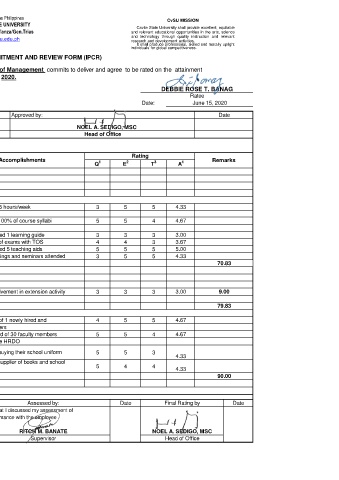 e Philippines
E UNIVERSITY
Tanza/Gen.Trias
u.edu.ph
CvSU MISSION
Cavite State University shall provide excellent, equitable
and relevant educational opportunities in the arts, science
and technology through quality instruction and relevant
research and development activities.
It shall produce professional, skilled and morally upright
individuals for global competitiveness.
MITMENT AND REVIEW FORM (IPCR)
of Management commits to deliver and agree to be rated on the attainment
2020.
DEBBIE ROSE T. BANAG
Ratee
Date: June 15, 2020
Approved by: Date
NOEL A. SEDIGO, MSC
Head of Office
Accomplishments Rating Remarks
Q1 E2 T3 A4
5 hours/week 3 5 5 4.33
100% of course syllabi 5 5 4 4.67
ed 1 learning guide 3 3 3 3.00
of exams with TOS 4 4 3 3.67
ed 5 teaching aids 5 5 5 5.00
ings and seminars attended 3 5 5 4.33
70.83
vement in extension activity 3 3 3 3.00 9.00
79.83
of 1 newly hired and 4 5 5 4.67
ers
d of 30 faculty members 5 5 4 4.67
e HRDO
buying their school uniform 5 5 3 4.33
supplier of books and school 5 4 4 4.33
90.00
Assessed by: Date Final Rating by Date
at I discussed my assessment of
rmance with the employee
RITCH M. BANATE NOEL A. SEDIGO, MSC
Supervisor Head of Office